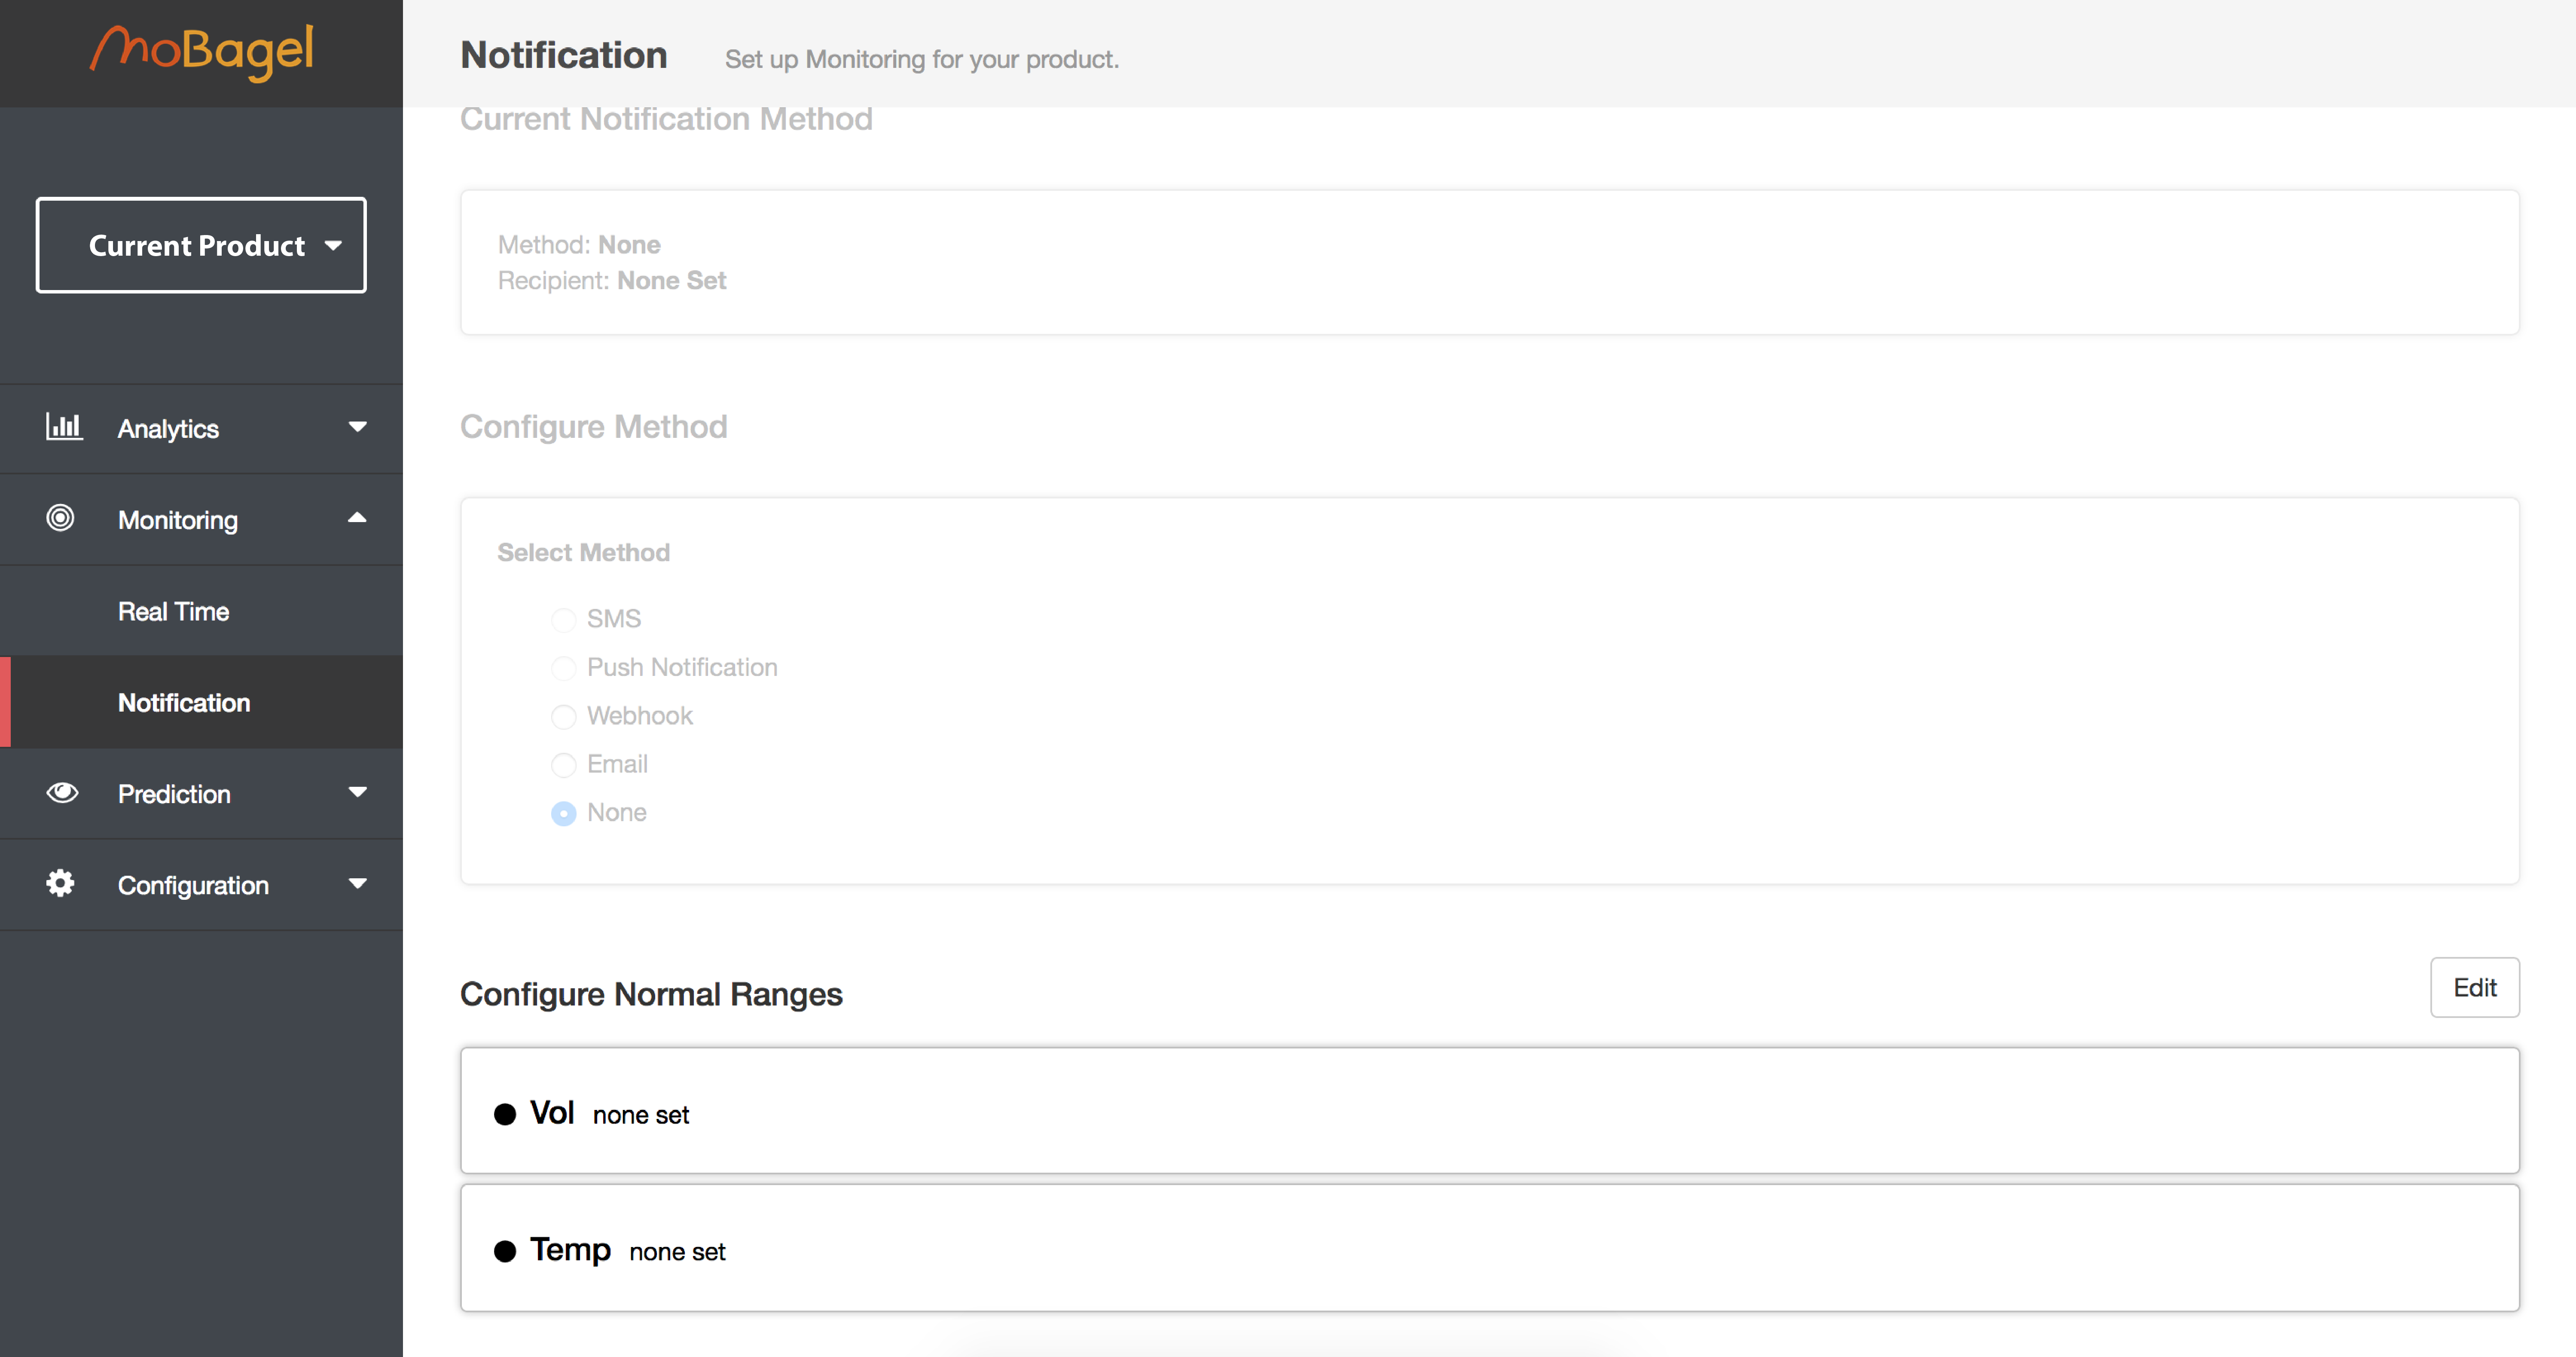 MoBagel
Notification Set up Monitoring for your product.
Current Product
Analytics
Monitoring
Real Time
Notification
Prediction
Configuration
Current Notification Method
Method: None
Recipient: None Set
Configure Method
Select Method
SMS
Push Notification
Webhook
Email
None
Configure Normal Ranges
Edit
Vol none set
Temp none set